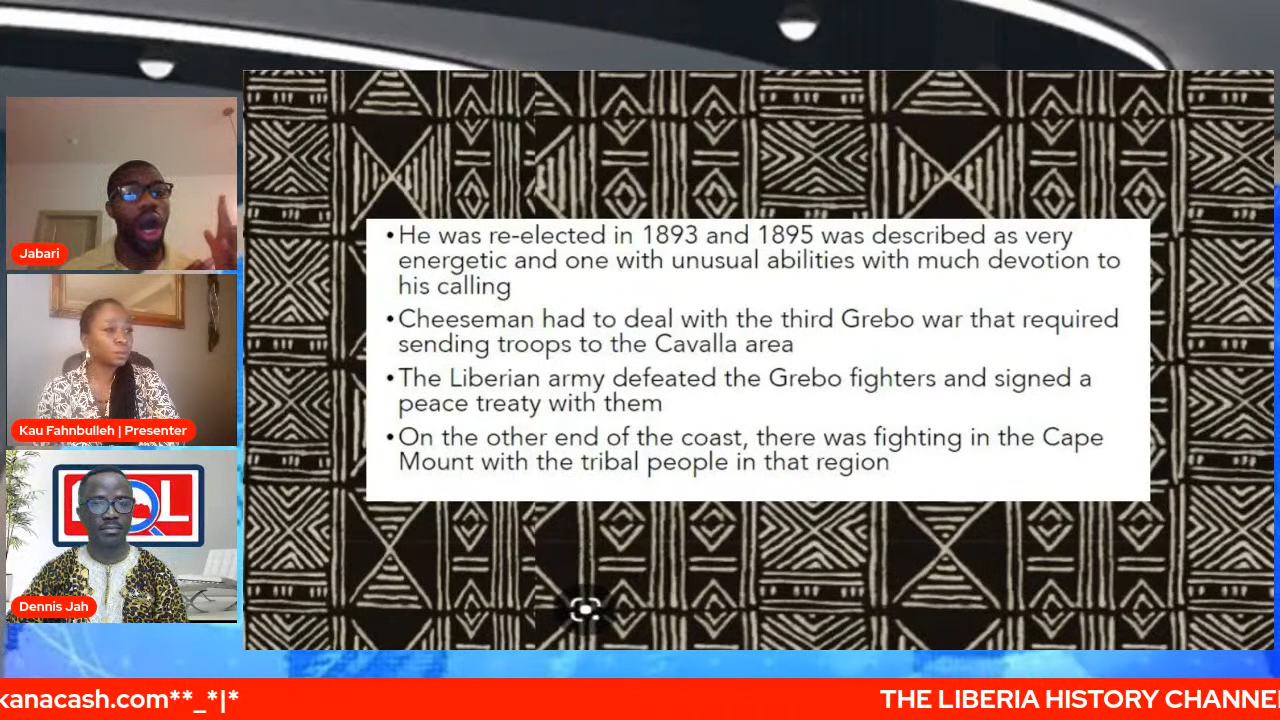 Jabari
Kau Fahnbulleh | Presenter
Dennis Jah
•He was re-elected in 1893 and 1895 was described as very
energetic and one with unusual abilities with much devotion to
his calling
•Cheeseman had to deal with the third Grebo war that required
sending troops to the Cavalla area
•The Liberian army defeated the Grebo fighters and signed a
peace treaty with them
•On the other end of the coast, there was fighting in the Cape
Mount with the tribal people in that region
kanacash.com**_*|*
THE LIBERIA HISTORY CHANNE